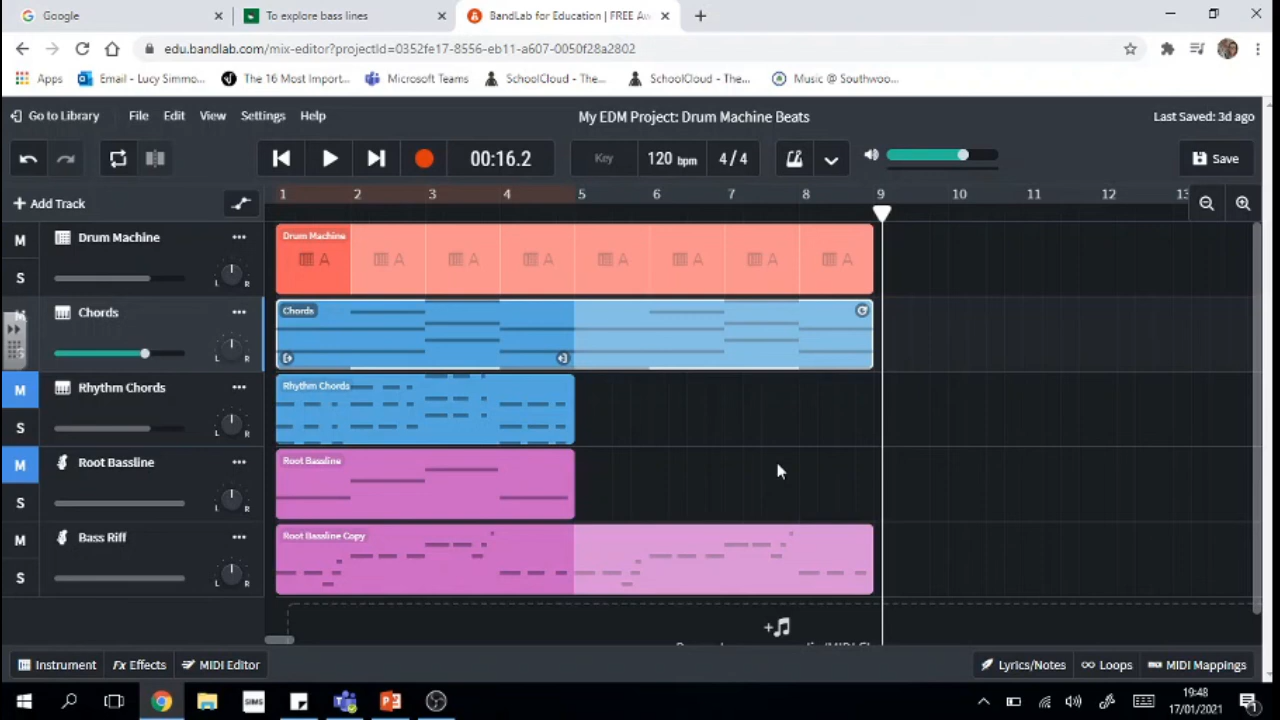 Google
To explore bass lines
BandLab for Education | FREE Aw
edu.bandlab.com/mix-editor?projectId=0352fe17-8556-eb11-a607-0050f28a2802
Apps Email - Lucy Simmo... The 16 Most Import... Microsoft Teams SchoolCloud - The... SchoolCloud - The... Music @ Southwoo...
Go to Library File Edit View Settings Help My EDM Project: Drum Machine Beats Last Saved: 3d ago
00:16.2 Key 120 bpm 4 / 4 Save
+ Add Track 1 2 3 4 5 6 7 8 9 10 11 12 13
M Drum Machine ••• Drum Machine
S L R A A A A A A A A
M Chords ••• Chords
L R
M Rhythm Chords ••• Rhythm Chords
S L R
M Root Bassline ••• Root Bassline
S L R
M Bass Riff ••• Root Bassline Copy
S L R
Instrument Fx Effects MIDI Editor Lyrics/Notes Loops MIDI Mappings
SIMS
19:48
17/01/2021
1